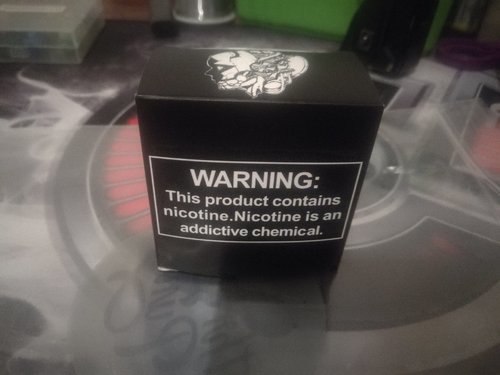 WARNING:
This product contains
nicotine.Nicotine is an
addictive chemical.